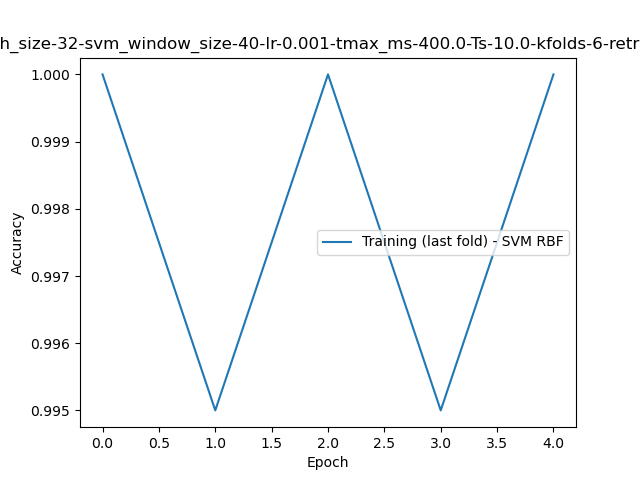 h_size-32-svm_window_size-40-lr-0.001-tmax_ms-400.0-Ts-10.0-kfolds-6-retr
1.000
0.999
0.998
0.997
0.996
0.995
Accuracy
Training (last fold) - SVM RBF
0.0 0.5 1.0 1.5 2.0 2.5 3.0 3.5 4.0
Epoch